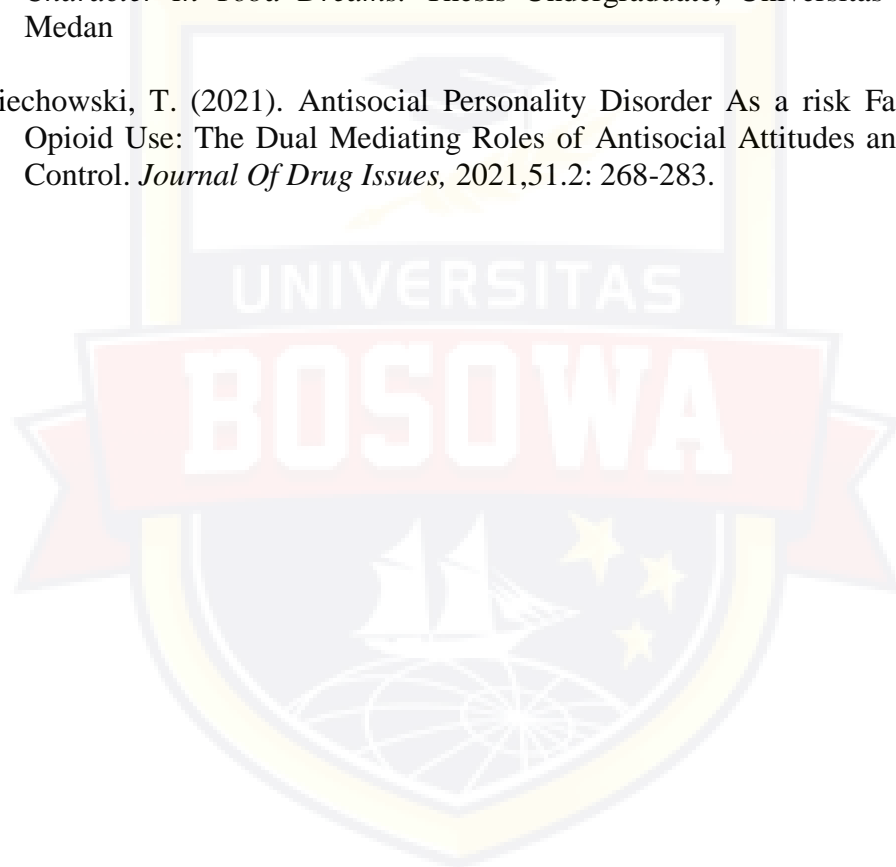 Medan
iechowski, T. (2021). Antisocial Personality Disorder As a risk Fa
Opioid Use: The Dual Mediating Roles of Antisocial Attitudes an
Control. Journal Of Drug Issues, 2021,51.2: 268-283.
UNIVERSITAS
BOSOWA